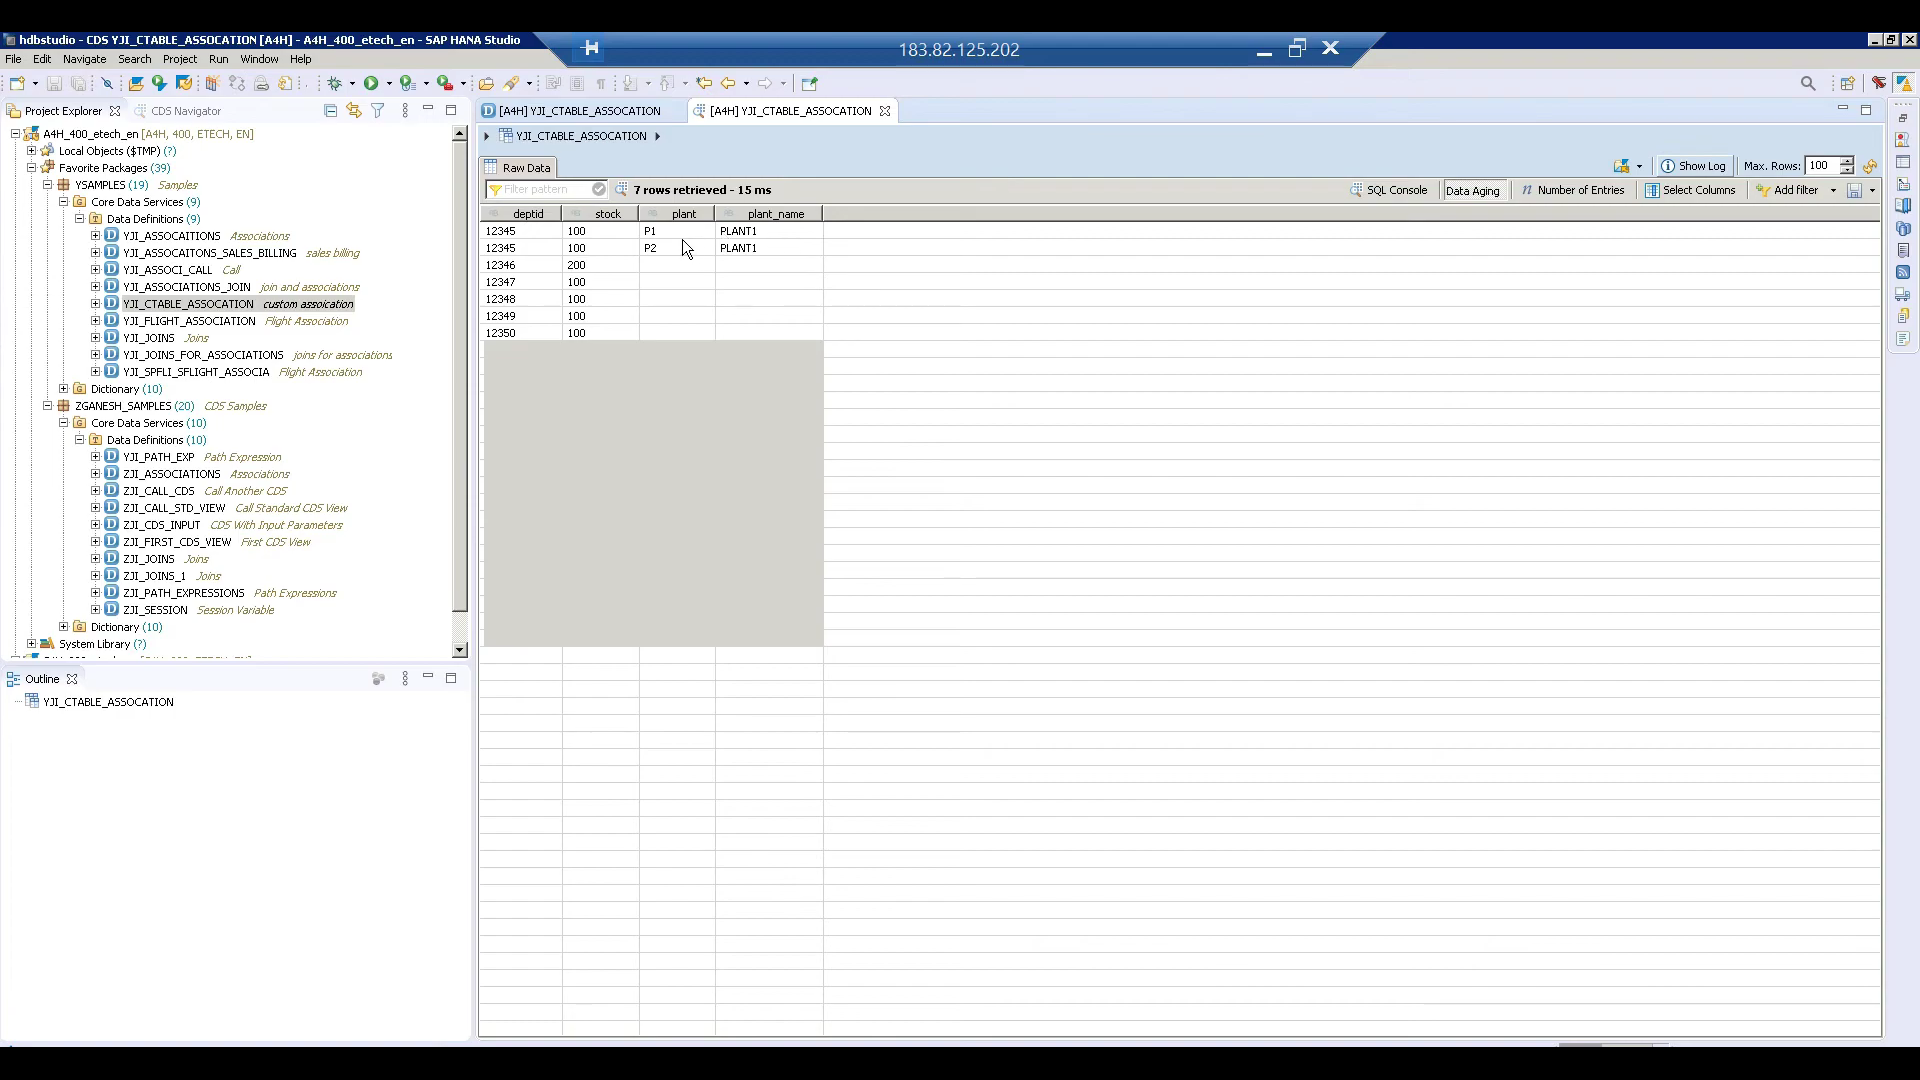 hdbstudio - CDS YJI_CTABLE_ASSOCATION [A4H] - A4H_400_etech_en - SAP HANA Studio
183.82.125.202
File Edit Navigate Search Project Run Window Help
Project Explorer
CDS Navigator
[A4H] YJI_CTABLE_ASSOCATION
[A4H] YJI_CTABLE_ASSOCATION
A4H_400_etech_en [A4H, 400, ETECH, EN]
Local Objects ($TMP) (?)
Favorite Packages (39)
YSAMPLES (19) Samples
Core Data Services (9)
Data Definitions (9)
YJI_ASSOCAITIONS Associations
YJI_ASSOCAITONS_SALES_BILLING sales billing
YJI_ASSOCI_CALL Call
YJI_ASSOCIATIONS_JOIN join and associations
YJI_CTABLE_ASSOCATION custom assoication
YJI_FLIGHT_ASSOCIATION Flight Association
YJI_JOINS Joins
YJI_JOINS_FOR_ASSOCIATIONS joins for associations
YJI_SPFLI_SFLIGHT_ASSOCIA Flight Association
Dictionary (10)
ZGANESH_SAMPLES (20) CDS Samples
Core Data Services (10)
Data Definitions (10)
YJI_PATH_EXP Path Expression
ZJI_ASSOCIATIONS Associations
ZJI_CALL_CDS Call Another CDS
ZJI_CALL_STD_VIEW Call Standard CDS View
ZJI_CDS_INPUT CDS With Input Parameters
ZJI_FIRST_CDS_VIEW First CDS View
ZJI_JOINS Joins
ZJI_JOINS_1 Joins
ZJI_PATH_EXPRESSIONS Path Expressions
ZJI_SESSION Session Variable
Dictionary (10)
System Library (?)
Outline
YJI_CTABLE_ASSOCATION
YJI_CTABLE_ASSOCATION
Raw Data
Show Log
Max. Rows: 100
Filter pattern
7 rows retrieved - 15 ms
SQL Console
Data Aging
Number of Entries
Select Columns
Add filter
deptid stock plant plant_name
12345 100 P1 PLANT1
12345 100 P2 PLANT1
12346 200
12347 100
12348 100
12349 100
12350 100